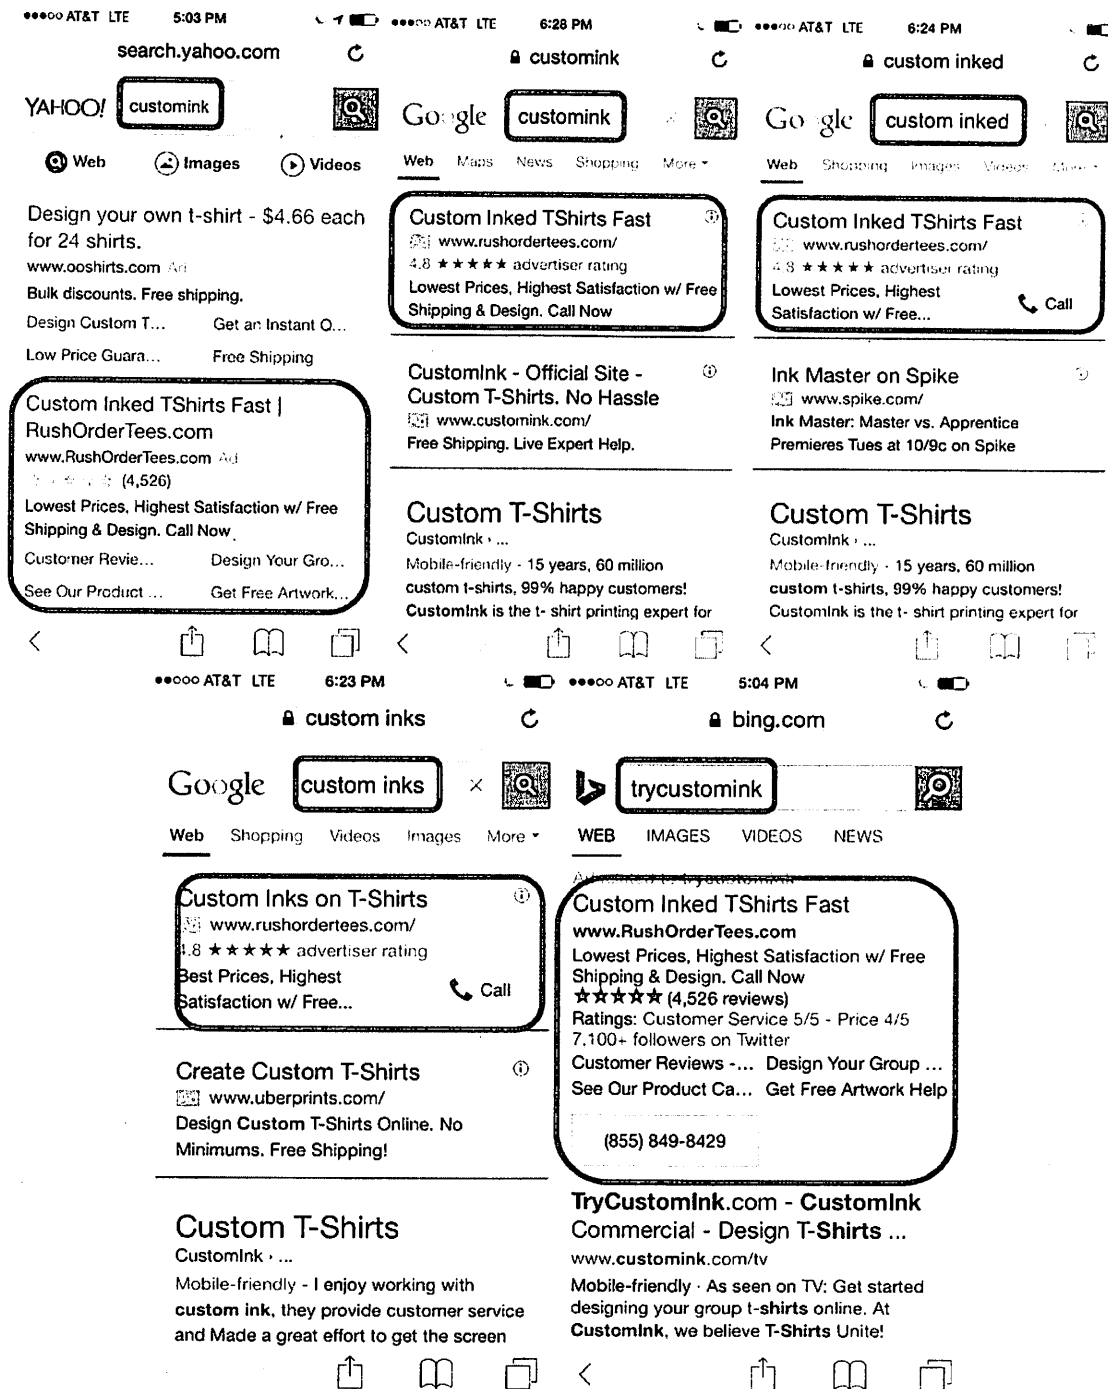 ●●●○○ AT&T LTE 5:03 PM
search.yahoo.com
YAHOO! customink
Web Images Videos
Design your own t-shirt - $4.66 each
for 24 shirts.
www.ooshirts.com Ad
Bulk discounts. Free shipping.
Design Custom T... Get an Instant Q...
Low Price Guara... Free Shipping
Custom Inked TShirts Fast |
RushOrderTees.com
www.RushOrderTees.com Ad
(4,526)
Lowest Prices, Highest Satisfaction w/ Free
Shipping & Design. Call Now
Customer Revie... Design Your Gro...
See Our Product ... Get Free Artwork...
●●●○○ AT&T LTE 6:28 PM
customink
Google customink
Web Maps News Shopping More
Custom Inked TShirts Fast
www.rushordertees.com/
4.8 ★★★★★ advertiser rating
Lowest Prices, Highest Satisfaction w/ Free
Shipping & Design. Call Now
CustomInk - Official Site -
Custom T-Shirts. No Hassle
www.customink.com/
Free Shipping. Live Expert Help.
Custom T-Shirts
CustomInk › ...
Mobile-friendly - 15 years, 60 million
custom t-shirts, 99% happy customers!
CustomInk is the t- shirt printing expert for
●●●○○ AT&T LTE 6:24 PM
custom inked
Google custom inked
Web Shopping Images Videos More
Custom Inked TShirts Fast
www.rushordertees.com/
4.8 ★★★★★ advertiser rating
Lowest Prices, Highest
Satisfaction w/ Free... Call
Ink Master on Spike
www.spike.com/
Ink Master: Master vs. Apprentice
Premieres Tues at 10/9c on Spike
Custom T-Shirts
CustomInk › ...
Mobile-friendly - 15 years, 60 million
custom t-shirts, 99% happy customers!
CustomInk is the t- shirt printing expert for
●●○○○ AT&T LTE 6:23 PM
custom inks
Google custom inks ×
Web Shopping Videos Images More
Custom Inks on T-Shirts
www.rushordertees.com/
4.8 ★★★★★ advertiser rating
Best Prices, Highest
Satisfaction w/ Free... Call
Create Custom T-Shirts
www.uberprints.com/
Design Custom T-Shirts Online. No
Minimums. Free Shipping!
Custom T-Shirts
CustomInk › ...
Mobile-friendly - I enjoy working with
custom ink, they provide customer service
and Made a great effort to get the screen
●●●○○ AT&T LTE 5:04 PM
bing.com
trycustomink
WEB IMAGES VIDEOS NEWS
Custom Inked TShirts Fast
www.RushOrderTees.com
Lowest Prices, Highest Satisfaction w/ Free
Shipping & Design. Call Now
☆☆☆☆☆ (4,526 reviews)
Ratings: Customer Service 5/5 - Price 4/5
7,100+ followers on Twitter
Customer Reviews -... Design Your Group ...
See Our Product Ca... Get Free Artwork Help
(855) 849-8429
TryCustomInk.com - CustomInk
Commercial - Design T-Shirts ...
www.customink.com/tv
Mobile-friendly · As seen on TV: Get started
designing your group t-shirts online. At
CustomInk, we believe T-Shirts Unite!